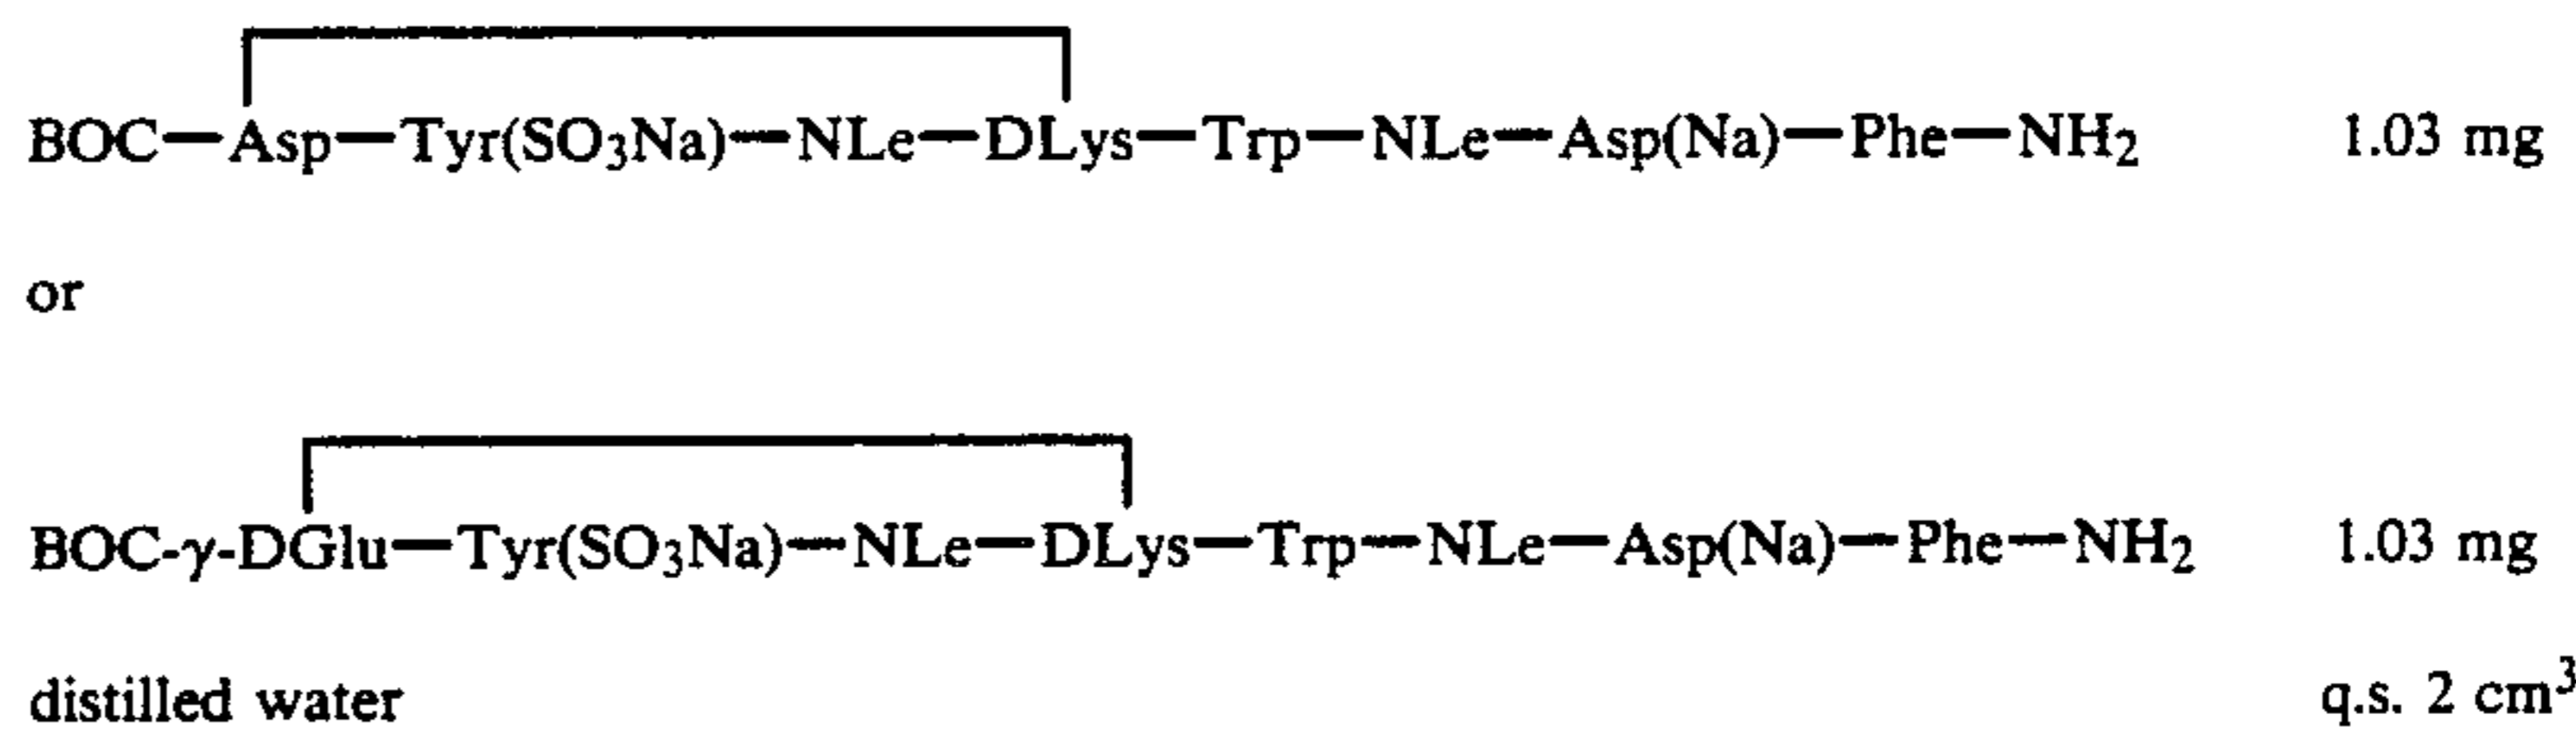 BOC—Asp—Tyr(SO₃Na)—NLe—DLys—Trp—NLe—Asp(Na)—Phe—NH₂ 1.03 mg
or
BOC-γ-DGlu—Tyr(SO₃Na)—NLe—DLys—Trp—NLe—Asp(Na)—Phe—NH₂ 1.03 mg
distilled water q.s. 2 cm³